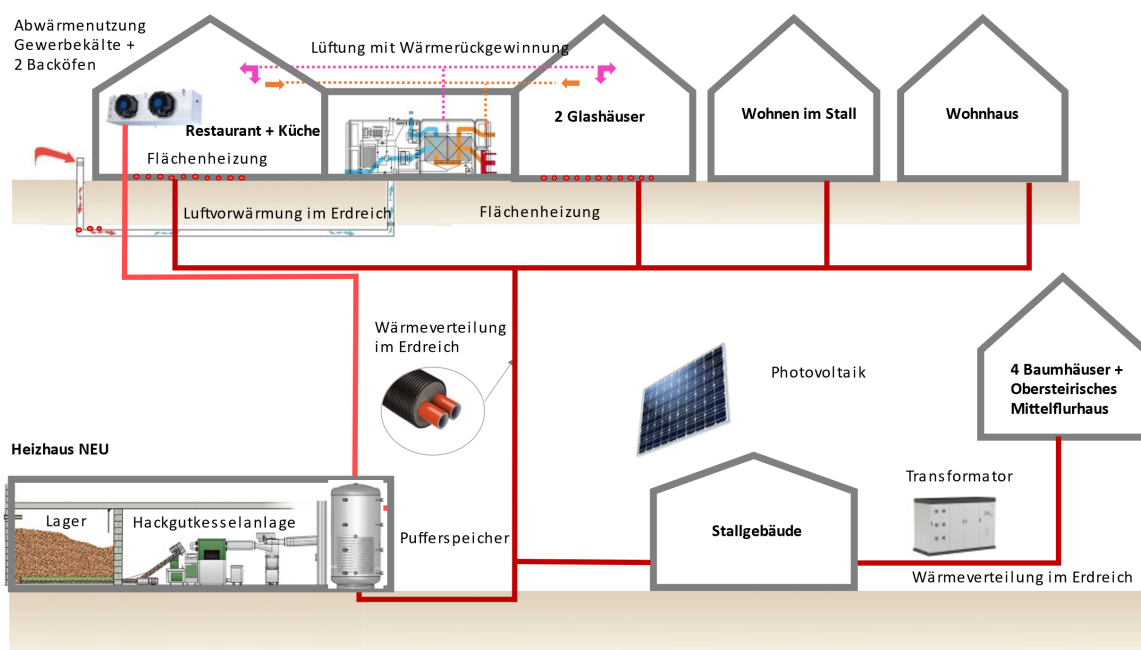 Abwärmenutzung
Gewerbekälte +
2 Backöfen
Lüftung mit Wärmerückgewinnung
Restaurant + Küche
2 Glashäuser
Wohnen im Stall
Wohnhaus
Flächenheizung
Luftvorwärmung im Erdreich
Flächenheizung
Wärmeverteilung
im Erdreich
Photovoltaik
4 Baumhäuser +
Obersteirisches
Mittelflurhaus
Heizhaus NEU
Transformator
Lager
Hackgutkesselanlage
Pufferspeicher
Stallgebäude
Wärmeverteilung im Erdreich